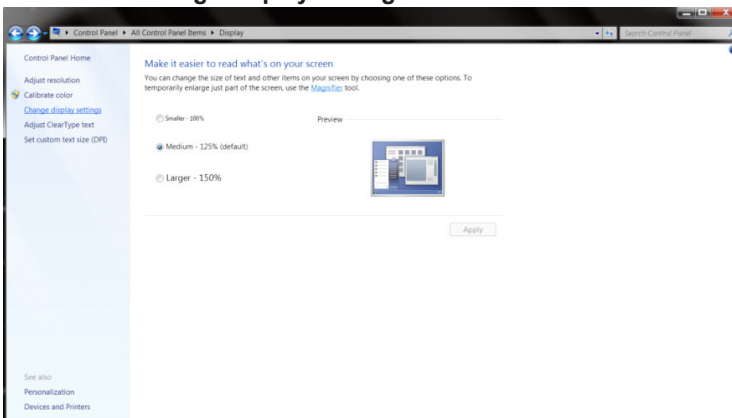 Control Panel ▸ All Control Panel Items ▸ Display
Search Control Panel
Control Panel Home
Adjust resolution
Calibrate color
Change display settings
Adjust ClearType text
Set custom text size (DPI)
Make it easier to read what's on your screen
You can change the size of text and other items on your screen by choosing one of these options. To
temporarily enlarge just part of the screen, use the Magnifier tool.
Smaller - 100%
Preview
Medium - 125% (default)
Larger - 150%
Apply
See also
Personalization
Devices and Printers